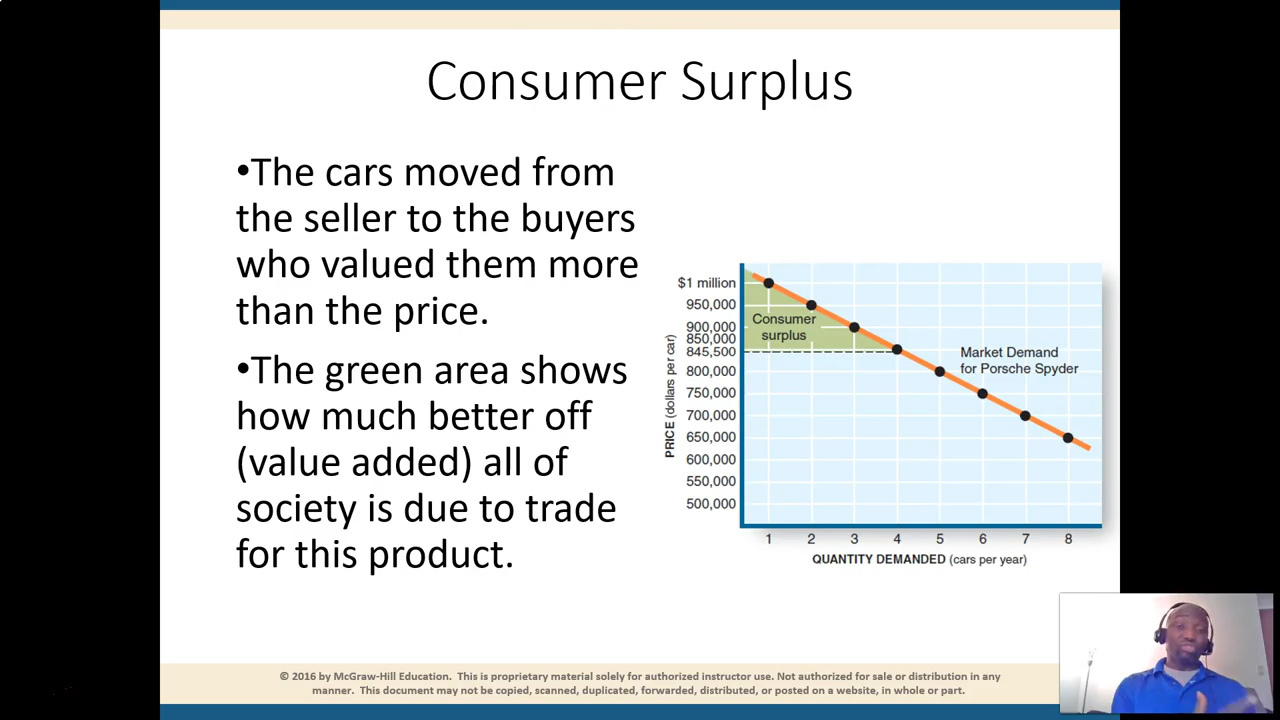 Consumer Surplus
•The cars moved from
the seller to the buyers
who valued them more
than the price.
•The green area shows
how much better off
(value added) all of
society is due to trade
for this product.
PRICE (dollars per car)
$1 million
950,000
900,000
850,000
845,500
800,000
750,000
700,000
650,000
600,000
550,000
500,000
Consumer
surplus
Market Demand
for Porsche Spyder
1 2 3 4 5 6 7 8
QUANTITY DEMANDED (cars per year)
© 2016 by McGraw-Hill Education. This is proprietary material solely for authorized instructor use. Not authorized for sale or distribution in any
manner. This document may not be copied, scanned, duplicated, forwarded, distributed, or posted on a website, in whole or part.